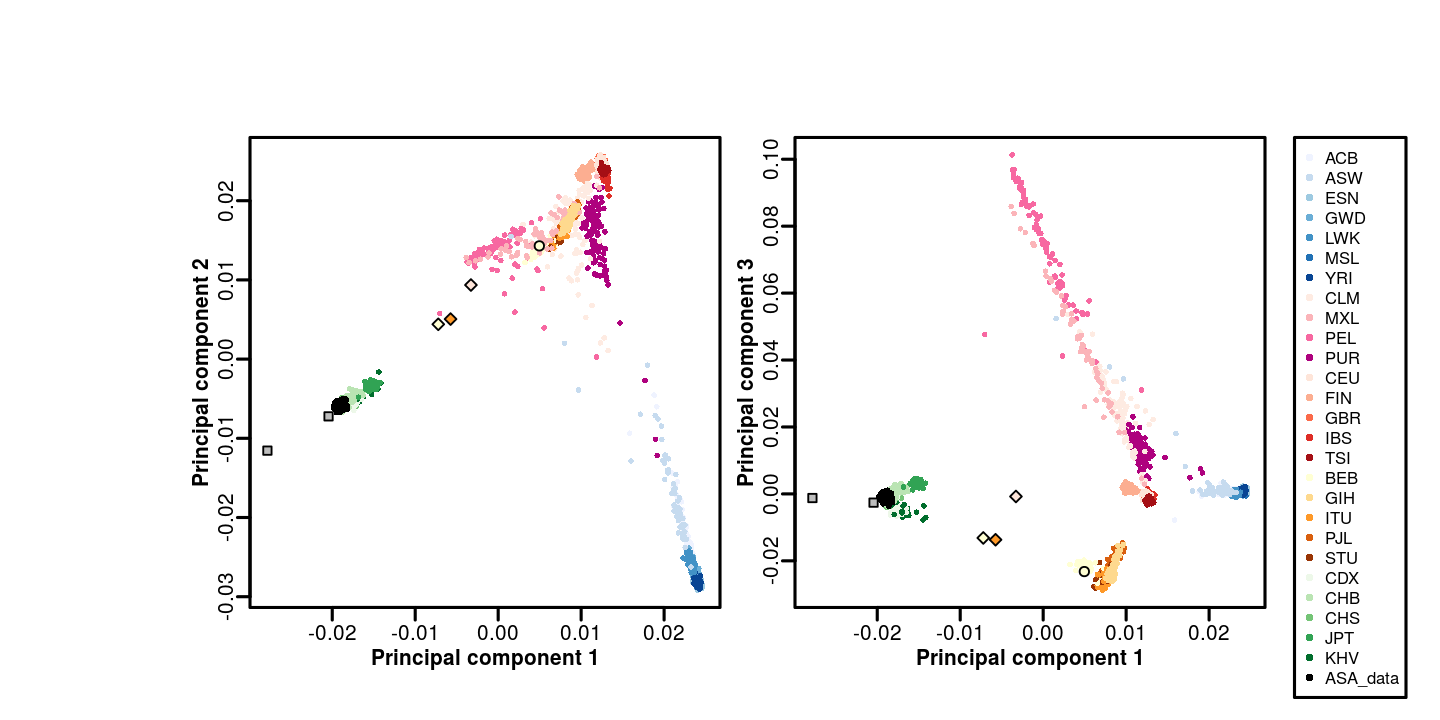 Principal component 2
0.02
0.01
0.00
-0.01
-0.02
-0.03
-0.02
-0.01
0.00
0.01
0.02
Principal component 1
Principal component 3
0.10
0.08
0.06
0.04
0.02
0.00
-0.02
-0.02
-0.01
0.00
0.01
0.02
Principal component 1
ACB
ASW
ESN
GWD
LWK
MSL
YRI
CLM
MXL
PEL
PUR
CEU
FIN
GBR
IBS
TSI
BEB
GIH
ITU
PJL
STU
CDX
CHB
CHS
JPT
KHV
ASA_data